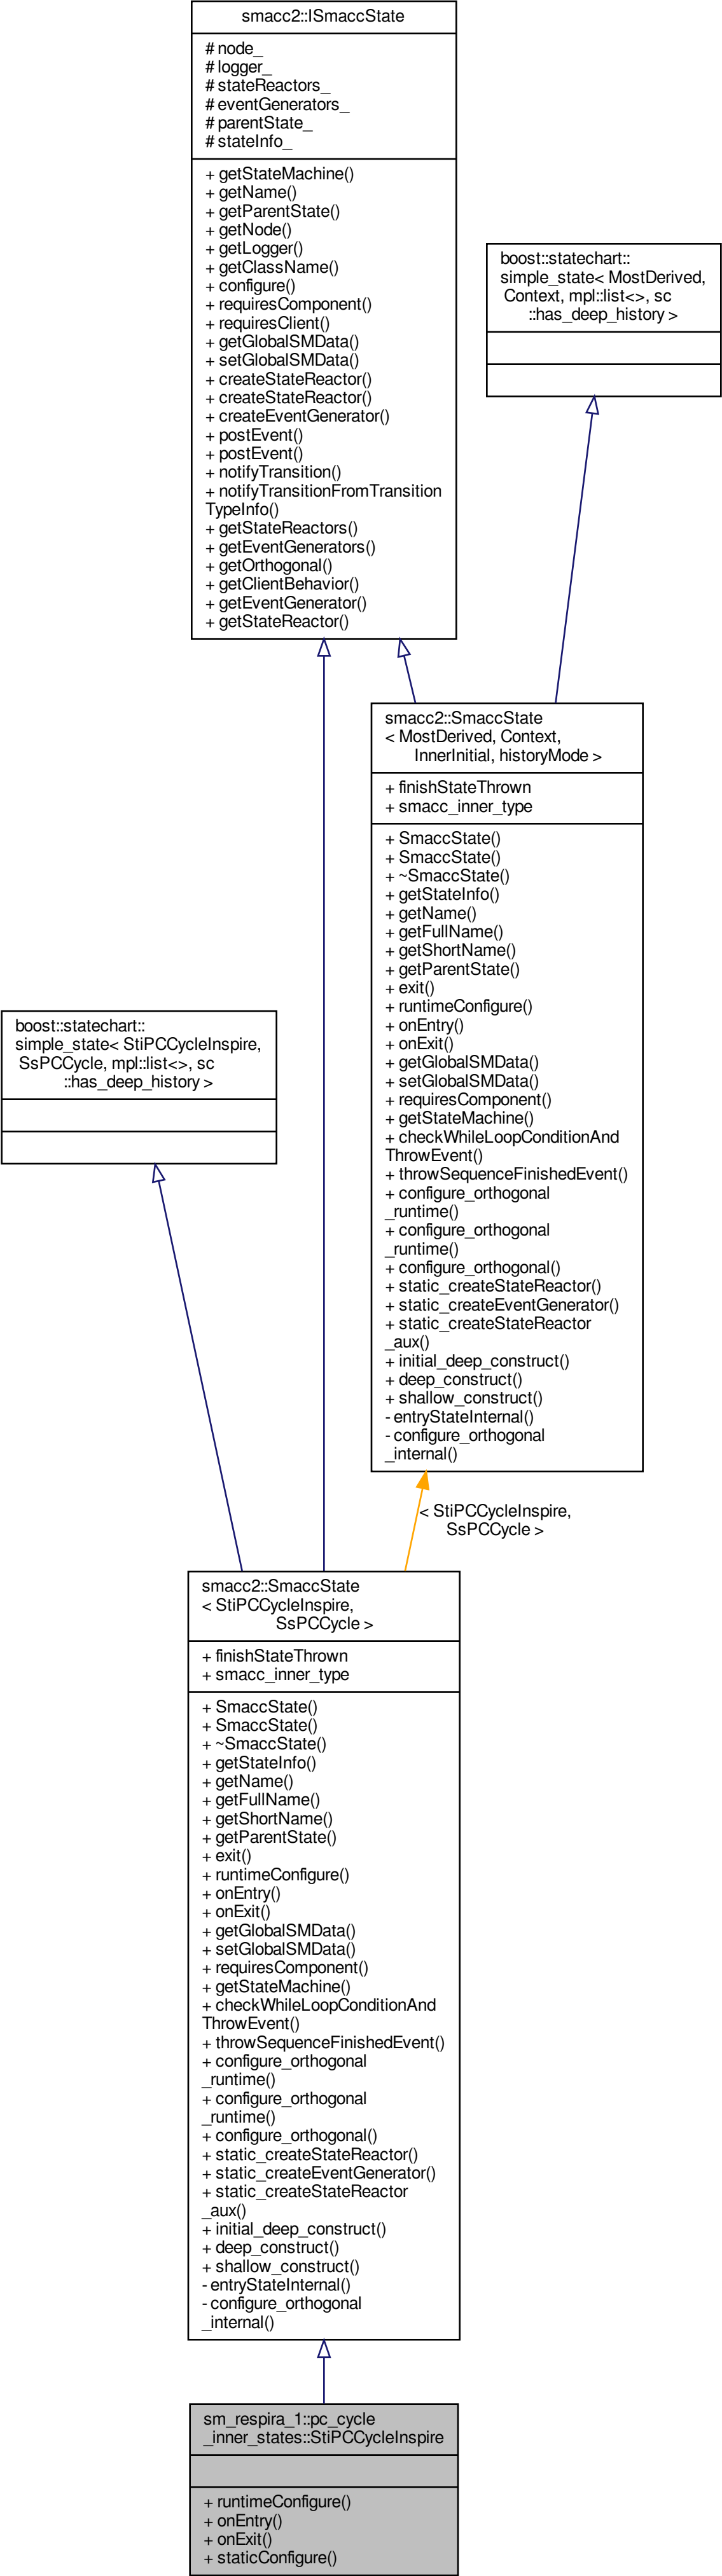 smacc2::ISmaccState
# node_
# logger_
# stateReactors_
# eventGenerators_
# parentState_
# stateInfo_
+ getStateMachine()
+ getName()
+ getParentState()
+ getNode()
+ getLogger()
+ getClassName()
+ configure()
+ requiresComponent()
+ requiresClient()
+ getGlobalSMData()
+ setGlobalSMData()
+ createStateReactor()
+ createStateReactor()
+ createEventGenerator()
+ postEvent()
+ postEvent()
+ notifyTransition()
+ notifyTransitionFromTransition
TypeInfo()
+ getStateReactors()
+ getEventGenerators()
+ getOrthogonal()
+ getClientBehavior()
+ getEventGenerator()
+ getStateReactor()
boost::statechart::
simple_state< MostDerived,
Context, mpl::list<>, sc
::has_deep_history >
smacc2::SmaccState
< MostDerived, Context,
InnerInitial, historyMode >
+ finishStateThrown
+ smacc_inner_type
+ SmaccState()
+ SmaccState()
+ ~SmaccState()
+ getStateInfo()
+ getName()
+ getFullName()
+ getShortName()
+ getParentState()
+ exit()
+ runtimeConfigure()
+ onEntry()
+ onExit()
+ getGlobalSMData()
+ setGlobalSMData()
+ requiresComponent()
+ getStateMachine()
+ checkWhileLoopConditionAnd
ThrowEvent()
+ throwSequenceFinishedEvent()
+ configure_orthogonal
_runtime()
+ configure_orthogonal
_runtime()
+ configure_orthogonal()
+ static_createStateReactor()
+ static_createEventGenerator()
+ static_createStateReactor
_aux()
+ initial_deep_construct()
+ deep_construct()
+ shallow_construct()
- entryStateInternal()
- configure_orthogonal
_internal()
boost::statechart::
simple_state< StiPCCycleInspire,
SsPCCycle, mpl::list<>, sc
::has_deep_history >
< StiPCCycleInspire,
SsPCCycle >
smacc2::SmaccState
< StiPCCycleInspire,
SsPCCycle >
+ finishStateThrown
+ smacc_inner_type
+ SmaccState()
+ SmaccState()
+ ~SmaccState()
+ getStateInfo()
+ getName()
+ getFullName()
+ getShortName()
+ getParentState()
+ exit()
+ runtimeConfigure()
+ onEntry()
+ onExit()
+ getGlobalSMData()
+ setGlobalSMData()
+ requiresComponent()
+ getStateMachine()
+ checkWhileLoopConditionAnd
ThrowEvent()
+ throwSequenceFinishedEvent()
+ configure_orthogonal
_runtime()
+ configure_orthogonal
_runtime()
+ configure_orthogonal()
+ static_createStateReactor()
+ static_createEventGenerator()
+ static_createStateReactor
_aux()
+ initial_deep_construct()
+ deep_construct()
+ shallow_construct()
- entryStateInternal()
- configure_orthogonal
_internal()
sm_respira_1::pc_cycle
_inner_states::StiPCCycleInspire
+ runtimeConfigure()
+ onEntry()
+ onExit()
+ staticConfigure()